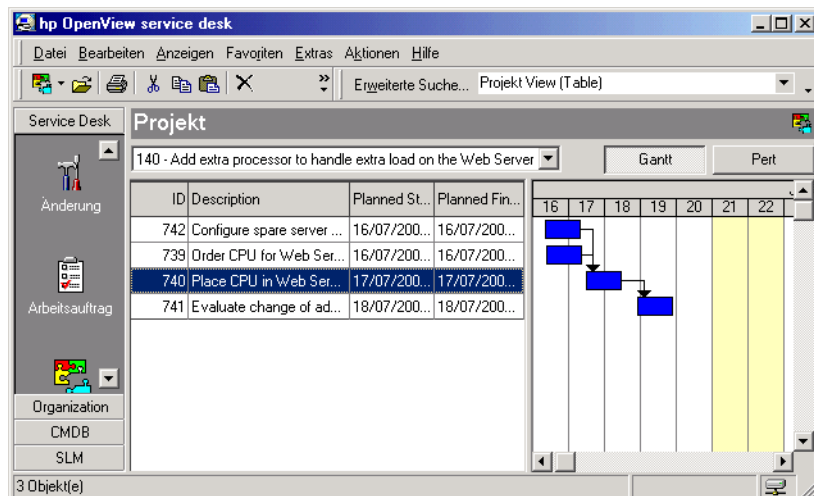 hp OpenView service desk
Datei Bearbeiten Anzeigen Favoriten Extras Aktionen Hilfe
Erweiterte Suche... Projekt View (Table)
Service Desk
Projekt
140 - Add extra processor to handle extra load on the Web Server
Gantt
Pert
ID Description Planned St... Planned Fin...
16 17 18 19 20 21 22
742 Configure spare server ... 16/07/200... 16/07/200...
739 Order CPU for Web Ser... 16/07/200... 16/07/200...
740 Place CPU in Web Ser... 17/07/200... 17/07/200...
741 Evaluate change of ad... 18/07/200... 18/07/200...
Änderung
Arbeitsauftrag
Organization
CMDB
SLM
3 Objekt(e)